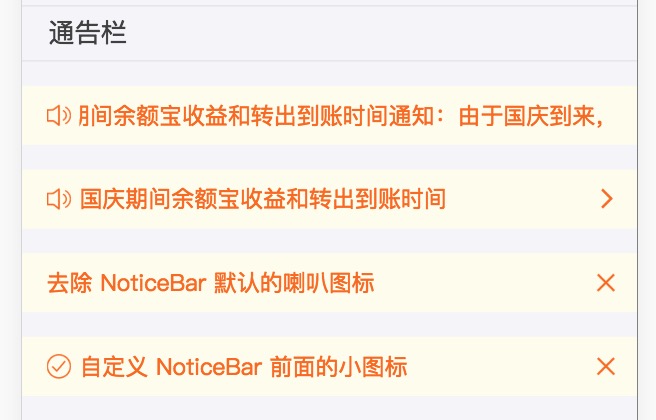 通告栏
间余额宝收益和转出到账时间通知：由于国庆到来，
国庆期间余额宝收益和转出到账时间
去除 NoticeBar 默认的喇叭图标
自定义 NoticeBar 前面的小图标